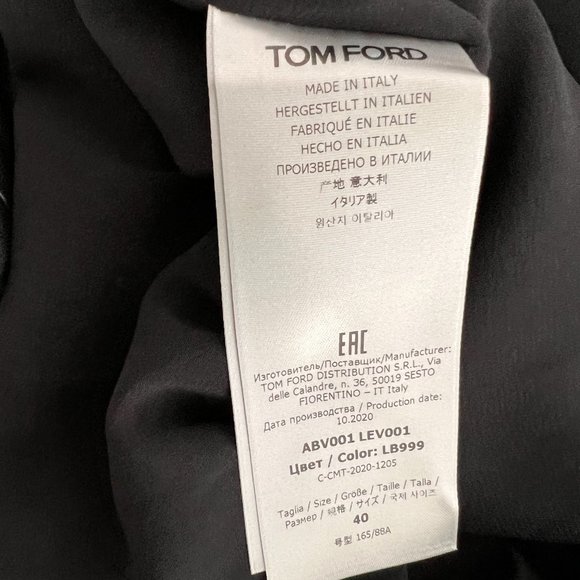 TOM FORD
MADE IN ITALY
HERGESTELLT IN ITALIEN
FABRIQUÉ EN ITALIE
HECHO EN ITALIA
ПРОИЗВЕДЕНО В ИТАЛИИ
产地 意大利
イタリア製
원산지 이탈리아
EAC
Изготовитель/Поставщик/Manufacturer:
TOM FORD DISTRIBUTION S.R.L., Via
delle Calandre, n. 36, 50019 SESTO
FIORENTINO – IT Italy
Дата производства / Production date:
10.2020
ABV001 LEV001
Цвет / Color: LB999
C-CMT-2020-1205
Taglia / Size / Größe / Taille / Talla /
Размер / 规格 / サイズ / 국제 사이즈
40
号型 165/88A